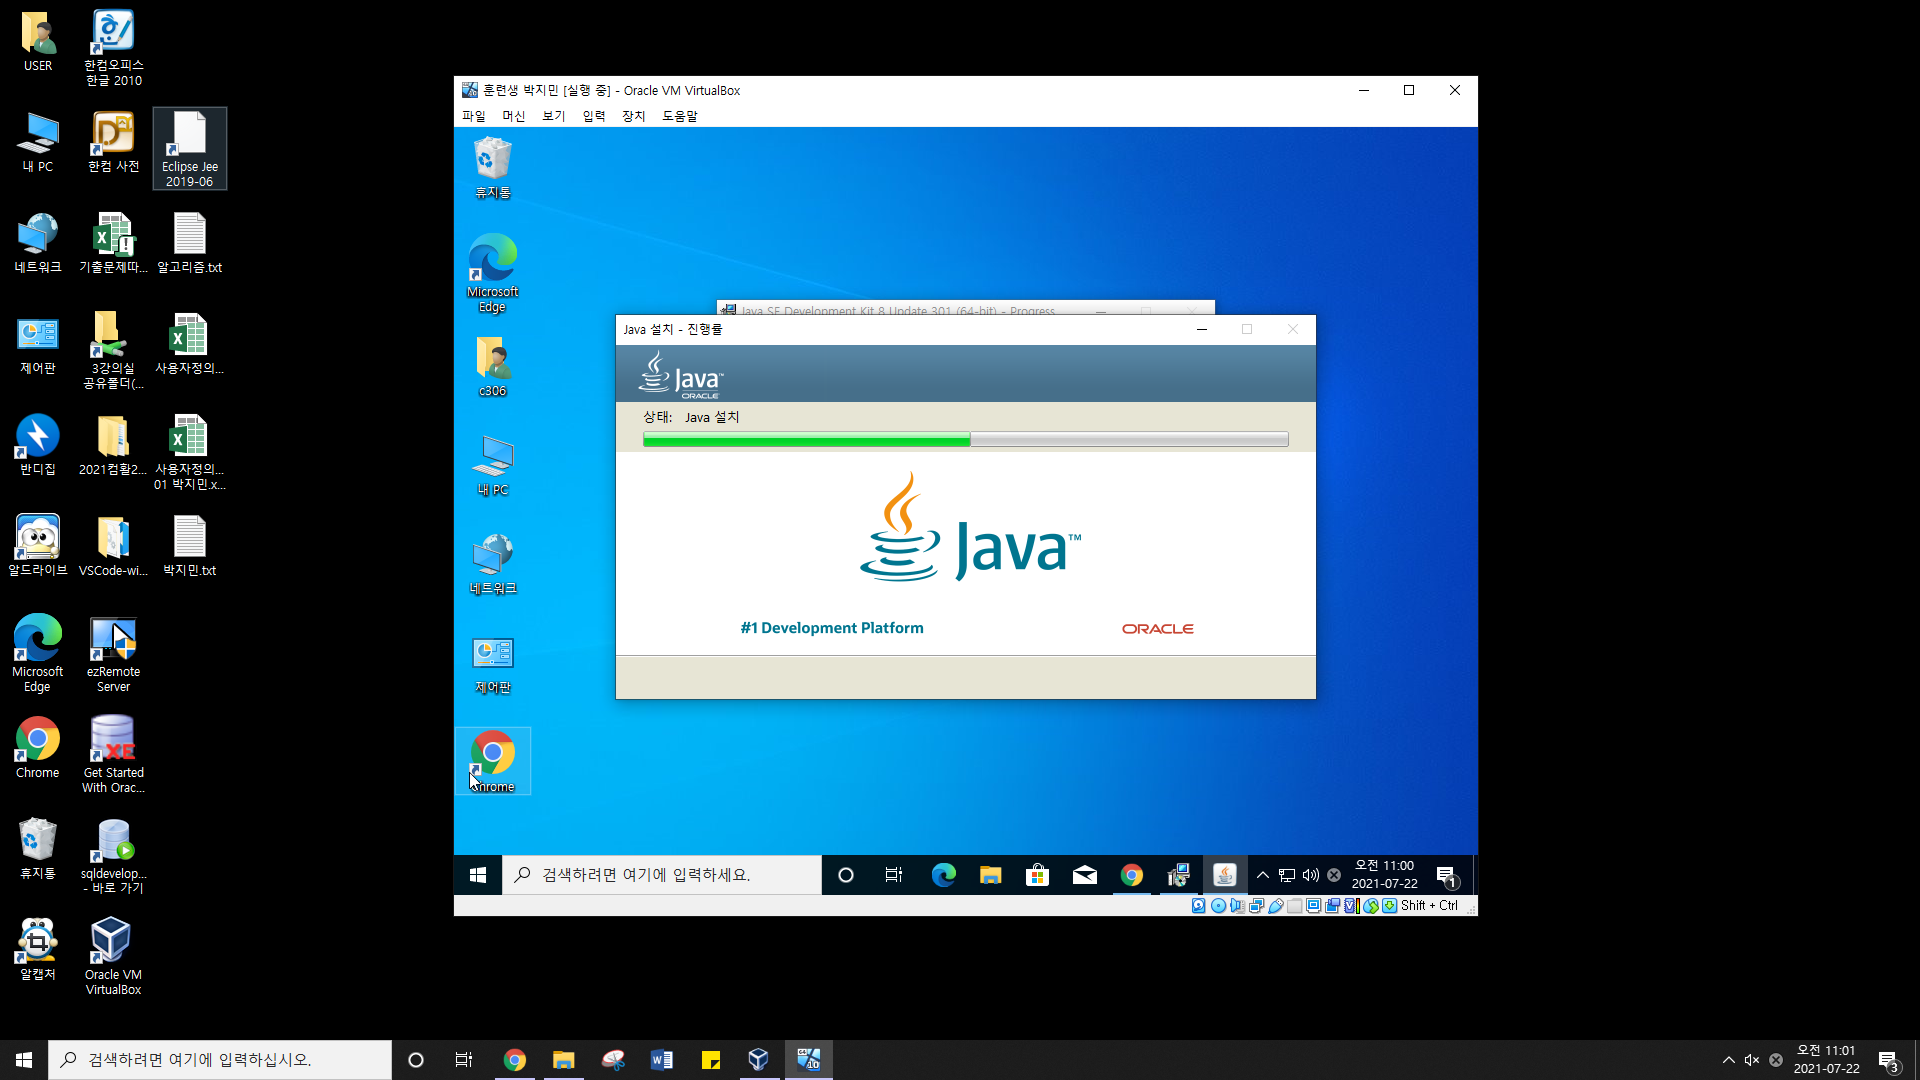 USER
한컴오피스
한글 2010
내 PC
한컴 사전
Eclipse Jee
2019-06
네트워크
기출문제따...
알고리즘.txt
제어판
3강의실
공유폴더(...
사용자정의...
반디집
2021컴활2...
사용자정의...
01 박지민.x...
알드라이브
VSCode-wi...
박지민.txt
Microsoft
Edge
ezRemote
Server
Chrome
XE
Get Started
With Orac...
휴지통
sqldevelop...
- 바로 가기
알캡처
Oracle VM
VirtualBox
훈련생 박지민 [실행 중] - Oracle VM VirtualBox
파일 머신 보기 입력 장치 도움말
휴지통
Microsoft
Edge
c306
내 PC
네트워크
제어판
Chrome
Java SE Development Kit 8 Update 301 (64-bit) - Progress
Java 설치 - 진행률
Java™
ORACLE
상태: Java 설치
Java™
#1 Development Platform
ORACLE
검색하려면 여기에 입력하세요.
오전 11:00
2021-07-22
1
Shift + Ctrl
검색하려면 여기에 입력하십시오.
오전 11:01
2021-07-22
3